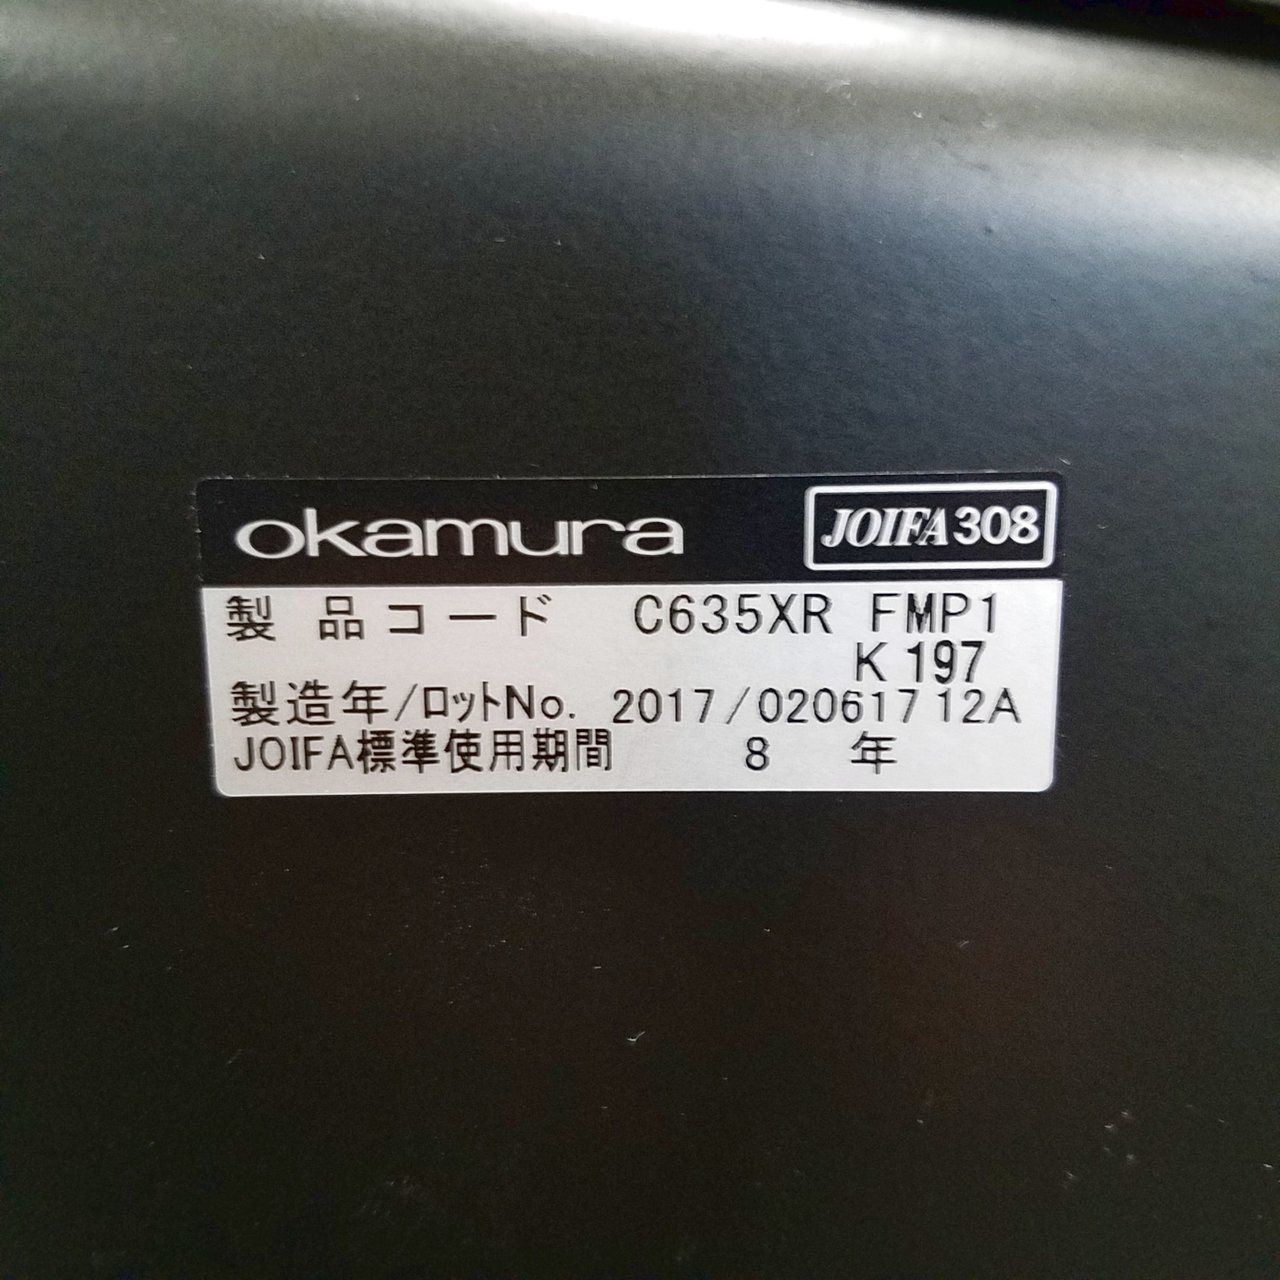 okamura JOIFA308
製品コード C635XR FMP1
K197
製造年/ロットNo. 2017/02061712A
JOIFA標準使用期間 8 年